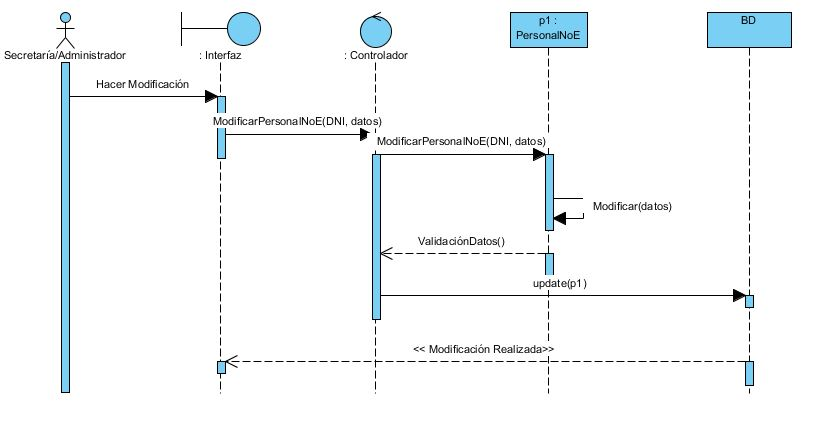 p1 :
PersonalNoE
BD
Secretaría/Administrador
: Interfaz
: Controlador
Hacer Modificación
ModificarPersonalNoE(DNI, datos)
ModificarPersonalNoE(DNI, datos)
Modificar(datos)
ValidaciónDatos()
update(p1)
<< Modificación Realizada>>